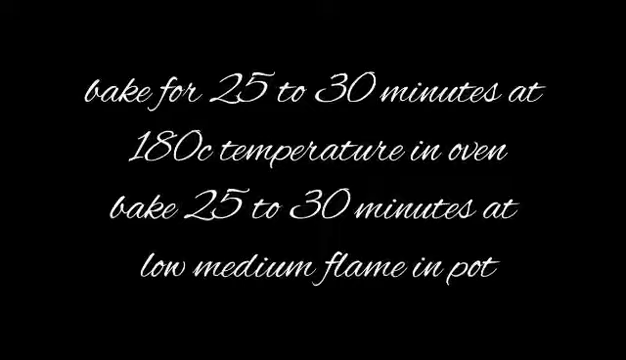 bake for 25 to 30 minutes at
180c temperature in oven
bake 25 to 30 minutes at
low medium flame in pot